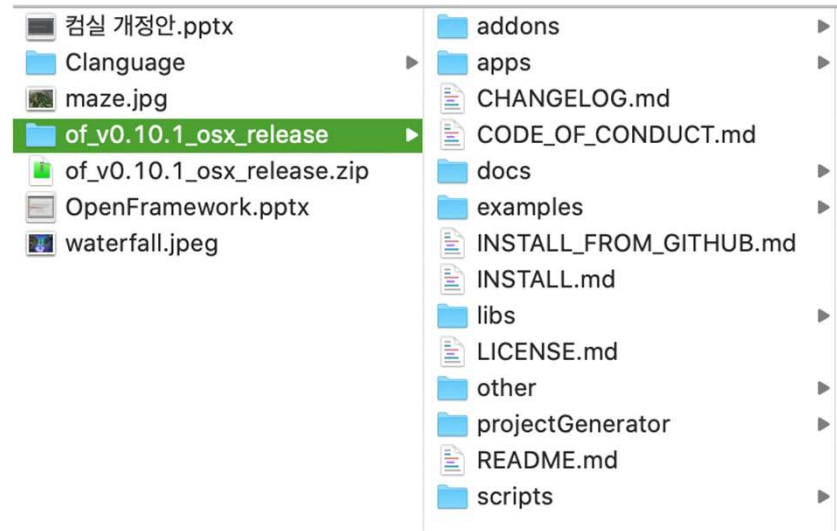 컴실 개정안.pptx
Clanguage
maze.jpg
of_v0.10.1_osx_release
of_v0.10.1_osx_release.zip
OpenFramework.pptx
waterfall.jpeg
addons
apps
CHANGELOG.md
CODE_OF_CONDUCT.md
docs
examples
INSTALL_FROM_GITHUB.md
INSTALL.md
libs
LICENSE.md
other
projectGenerator
README.md
scripts